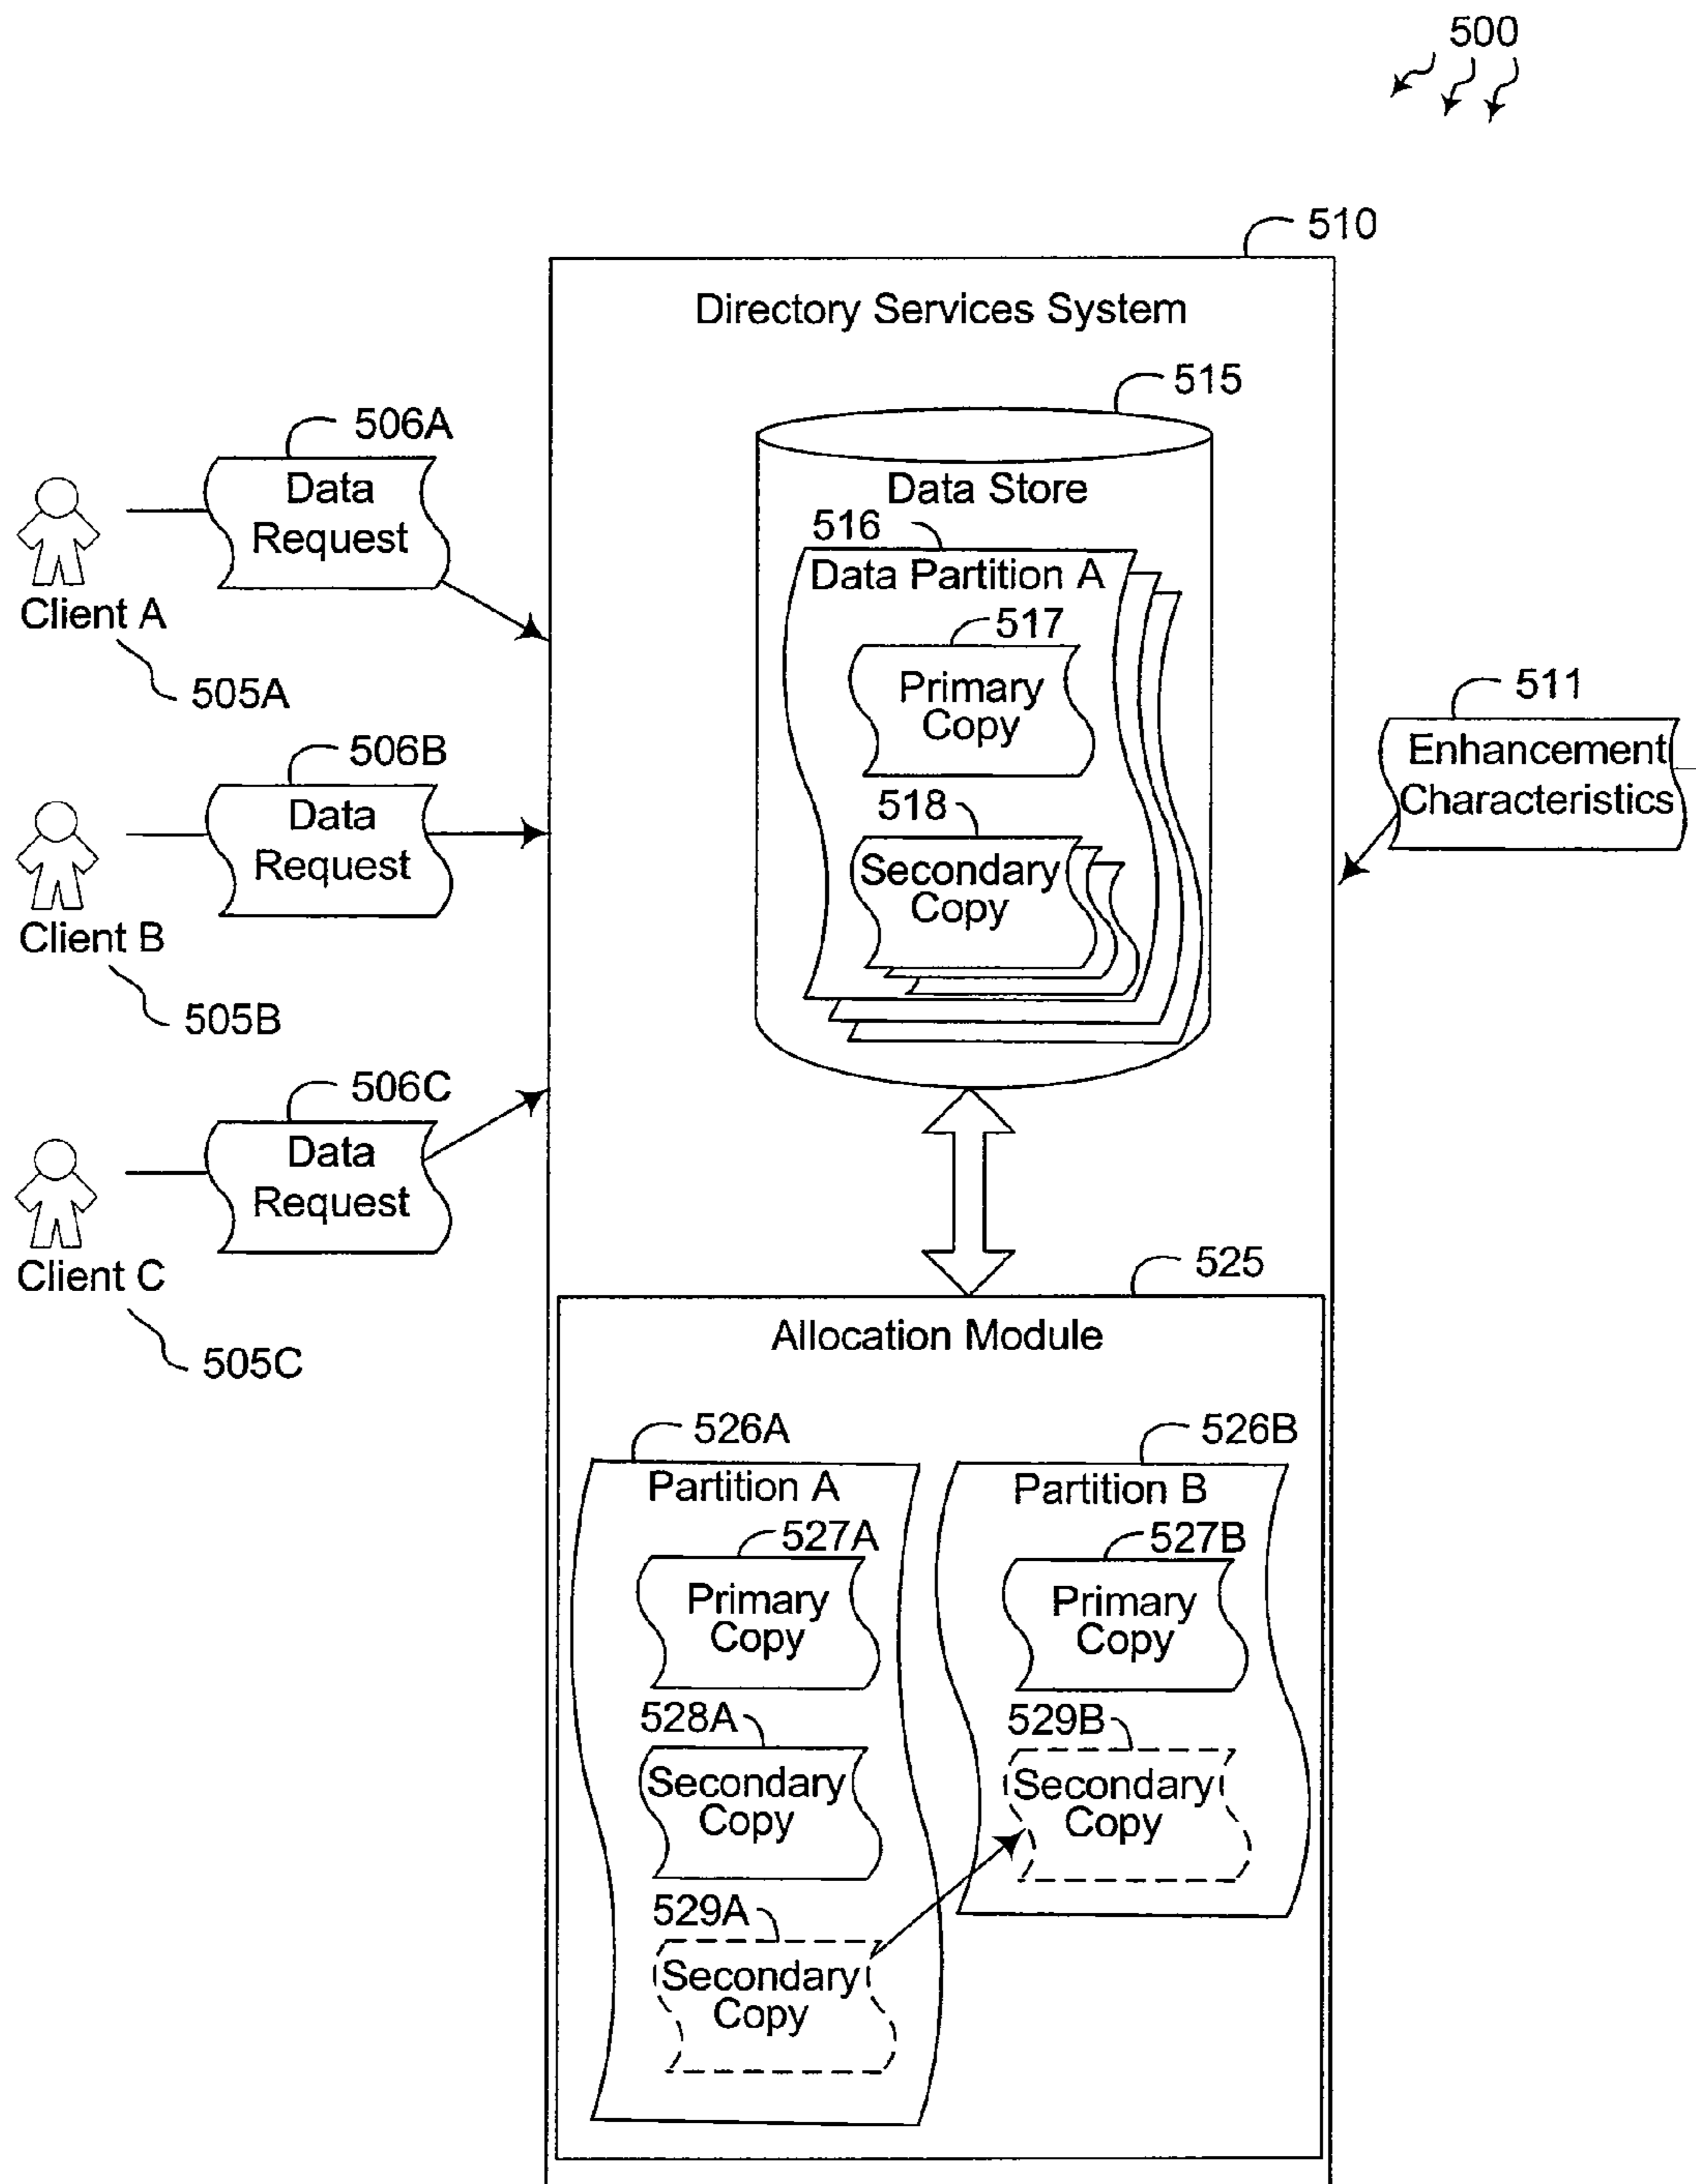 500
510
Directory Services System
515
Data Store
516
Data Partition A
517
Primary
Copy
518
Secondary
Copy
506A
Data
Request
Client A
505A
506B
Data
Request
Client B
505B
506C
Data
Request
Client C
505C
511
Enhancement
Characteristics
525
Allocation Module
526A
Partition A
527A
Primary
Copy
528A
Secondary
Copy
529A
Secondary
Copy
526B
Partition B
527B
Primary
Copy
529B
Secondary
Copy